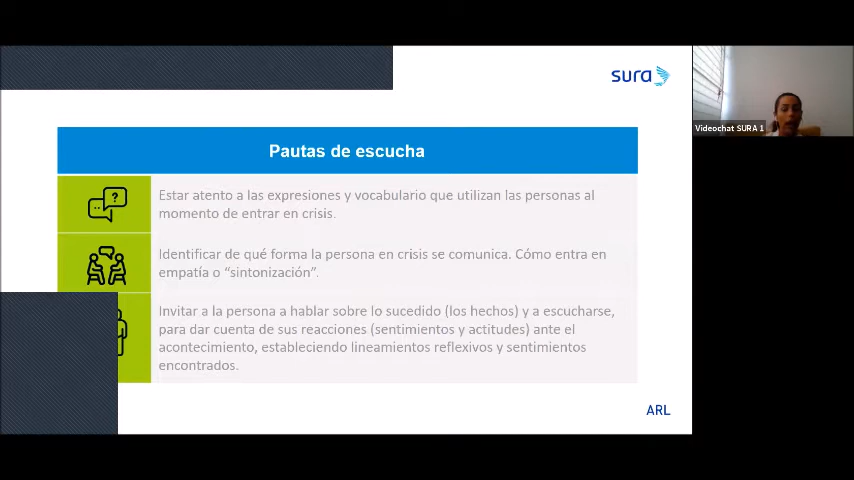 sura
Videochat SURA 1
Pautas de escucha
?
Estar atento a las expresiones y vocabulario que utilizan las personas al
momento de entrar en crisis.
Identificar de qué forma la persona en crisis se comunica. Cómo entra en
empatía o “sintonización”.
Invitar a la persona a hablar sobre lo sucedido (los hechos) y a escucharse,
para dar cuenta de sus reacciones (sentimientos y actitudes) ante el
acontecimiento, estableciendo lineamientos reflexivos y sentimientos
encontrados.
ARL